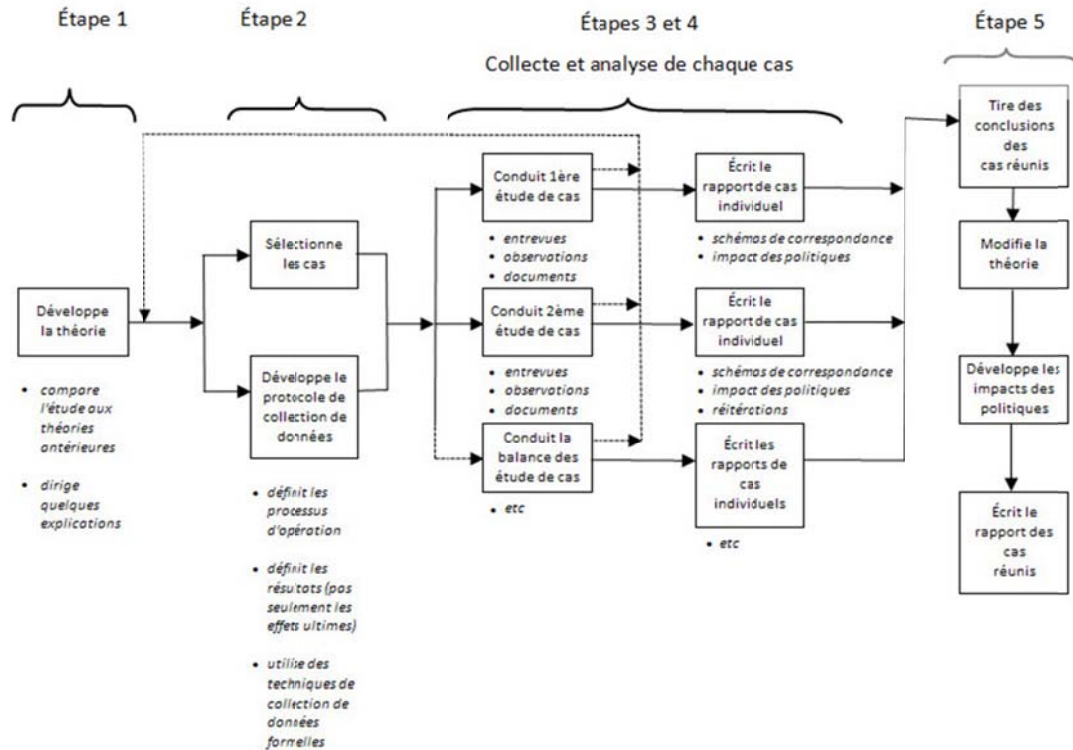 Étape 1
Étape 2
Étapes 3 et 4
Étape 5
Collecte et analyse de chaque cas
Développe
la théorie
• compare
l'étude aux
théories
antérieures
• dirige
quelques
explications
Sélectionne
les cas
Développe le
protocole de
collection de
données
• définit les
processus
d'opération
• définit les
résultats (pas
seulement les
effets ultimes)
• utilise des
techniques de
collection de
données
formelles
Conduit 1ère
étude de cas
• entrevues
• observations
• documents
Conduit 2ème
étude de cas
• entrevues
• observations
• documents
Conduit la
balance des
étude de cas
• etc
Écrit le
rapport de cas
individuel
• schémas de correspondance
• impact des politiques
Écrit le
rapport de cas
individuel
• schémas de correspondance
• impact des politiques
• réitérations
Écrit les
rapports de
cas
individuels
• etc
Tire des
conclusions
des
cas réunis
Modifie la
théorie
Développe les
impacts des
politiques
Écrit le
rapport des
cas
réunis